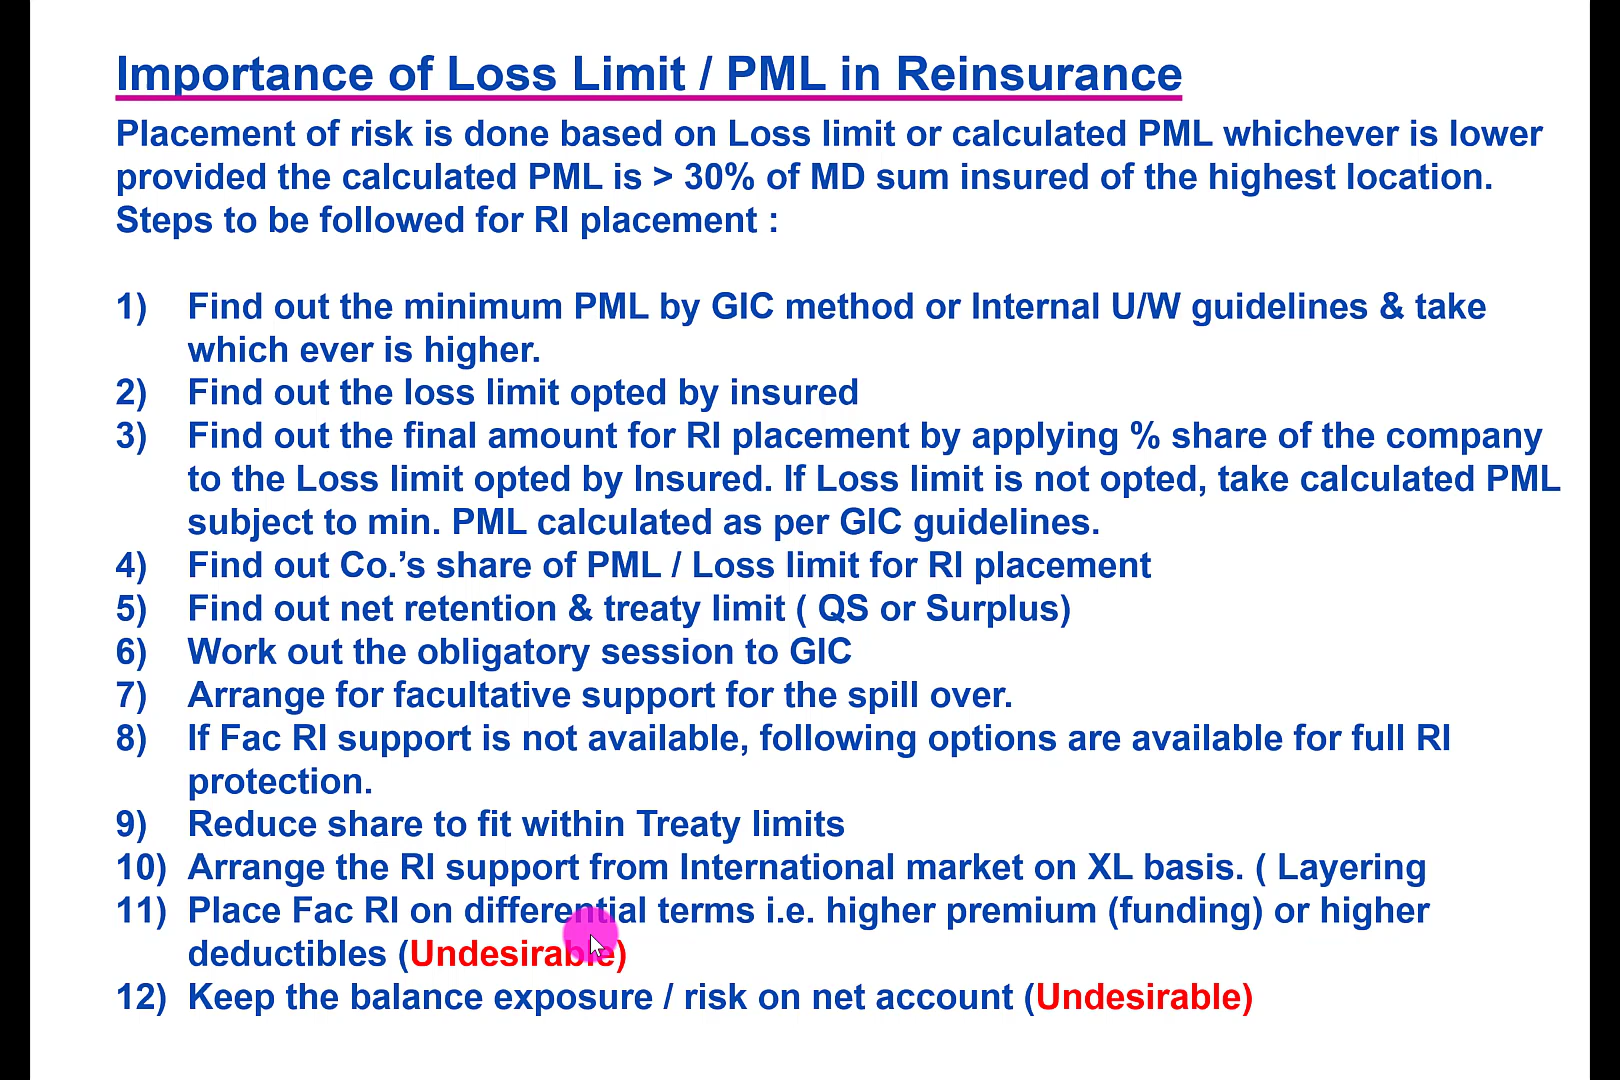 Importance of Loss Limit / PML in Reinsurance
Placement of risk is done based on Loss limit or calculated PML whichever is lower
provided the calculated PML is > 30% of MD sum insured of the highest location.
Steps to be followed for RI placement :
1) Find out the minimum PML by GIC method or Internal U/W guidelines & take
which ever is higher.
2) Find out the loss limit opted by insured
3) Find out the final amount for RI placement by applying % share of the company
to the Loss limit opted by Insured. If Loss limit is not opted, take calculated PML
subject to min. PML calculated as per GIC guidelines.
4) Find out Co.’s share of PML / Loss limit for RI placement
5) Find out net retention & treaty limit ( QS or Surplus)
6) Work out the obligatory session to GIC
7) Arrange for facultative support for the spill over.
8) If Fac RI support is not available, following options are available for full RI
protection.
9) Reduce share to fit within Treaty limits
10) Arrange the RI support from International market on XL basis. ( Layering
11) Place Fac RI on differential terms i.e. higher premium (funding) or higher
deductibles (Undesirable)
12) Keep the balance exposure / risk on net account (Undesirable)